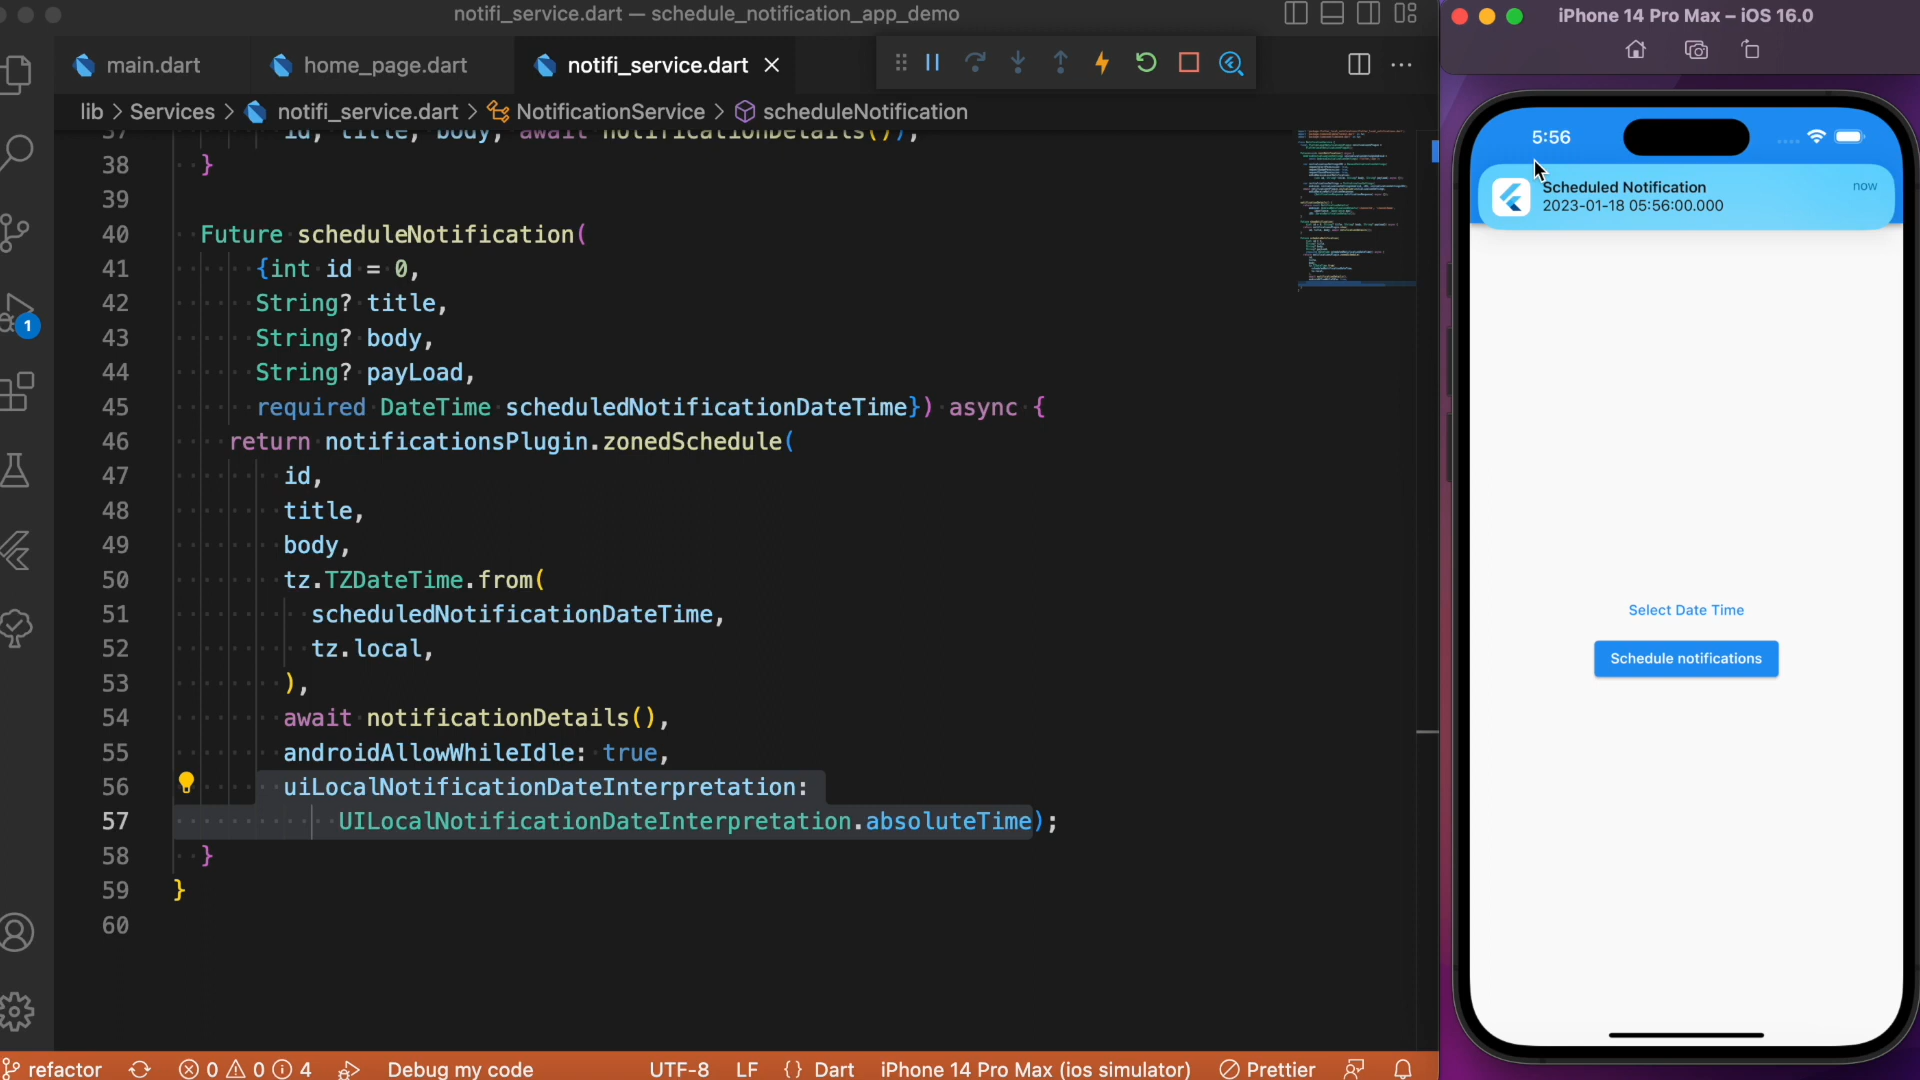 notifi_service.dart — schedule_notification_app_demo
main.dart
home_page.dart
notifi_service.dart
lib > Services > notifi_service.dart > NotificationService > scheduleNotification
37 id, title, body, await notificationDetails());
38 }
39
40 Future scheduleNotification(
41 {int id = 0,
42 String? title,
43 String? body,
44 String? payLoad,
45 required DateTime scheduledNotificationDateTime}) async {
46 return notificationsPlugin.zonedSchedule(
47 id,
48 title,
49 body,
50 tz.TZDateTime.from(
51 scheduledNotificationDateTime,
52 tz.local,
53 ),
54 await notificationDetails(),
55 androidAllowWhileIdle: true,
56 uiLocalNotificationDateInterpretation:
57 UILocalNotificationDateInterpretation.absoluteTime);
58 }
59 }
60
1
refactor 0 0 4 Debug my code UTF-8 LF {} Dart iPhone 14 Pro Max (ios simulator) Prettier
iPhone 14 Pro Max – iOS 16.0
5:56
Scheduled Notification
now
2023-01-18 05:56:00.000
Select Date Time
Schedule notifications